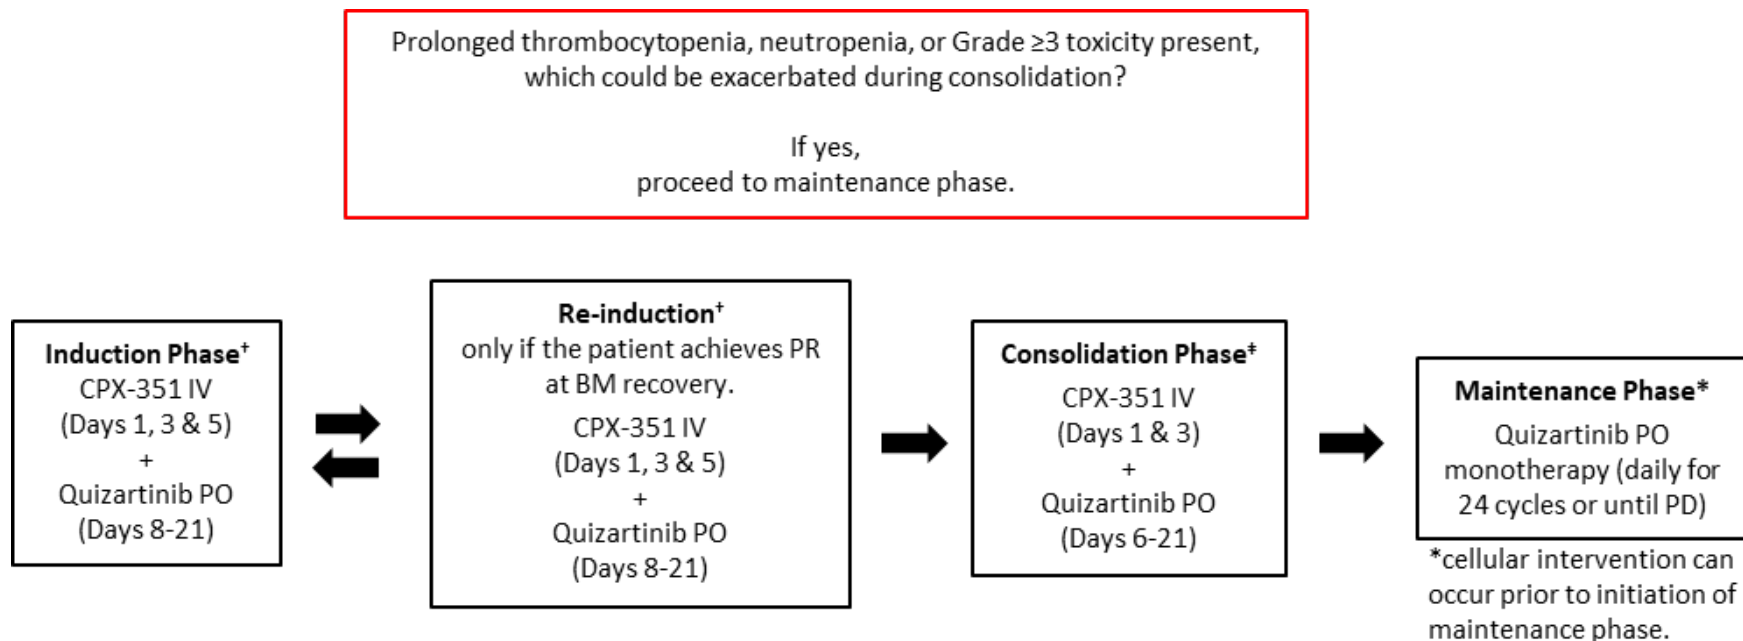 Prolonged thrombocytopenia, neutropenia, or Grade ≥3 toxicity present,
which could be exacerbated during consolidation?
If yes,
proceed to maintenance phase.
Induction Phase†
CPX-351 IV
(Days 1, 3 & 5)
+
Quizartinib PO
(Days 8-21)
Re-induction†
only if the patient achieves PR
at BM recovery.
CPX-351 IV
(Days 1, 3 & 5)
+
Quizartinib PO
(Days 8-21)
Consolidation Phase‡
CPX-351 IV
(Days 1 & 3)
+
Quizartinib PO
(Days 6-21)
Maintenance Phase*
Quizartinib PO
monotherapy (daily for
24 cycles or until PD)
*cellular intervention can
occur prior to initiation of
maintenance phase.